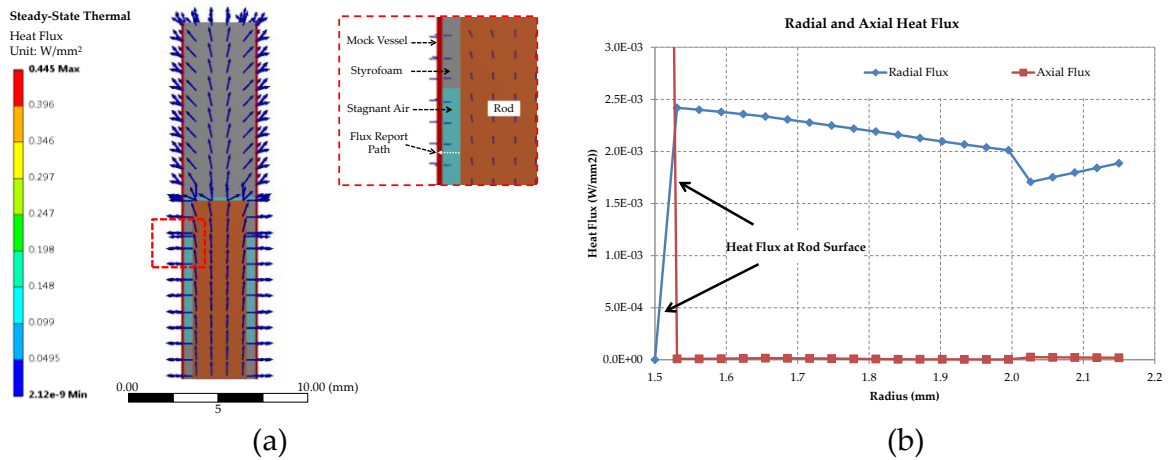 Steady-State Thermal
Heat Flux
Unit: W/mm²
0.445 Max
0.396
0.346
0.297
0.247
0.198
0.148
0.099
0.0495
2.12e-9 Min
0.00
10.00 (mm)
5
Mock Vessel
Styrofoam
Stagnant Air
Flux Report
Path
Rod
(a)
Radial and Axial Heat Flux
Radial Flux
Axial Flux
3.0E-03
2.5E-03
2.0E-03
1.5E-03
1.0E-03
5.0E-04
0.0E+00
Heat Flux (W/mm2))
Heat Flux at Rod Surface
1.5
1.6
1.7
1.8
1.9
2.0
2.1
2.2
Radius (mm)
(b)